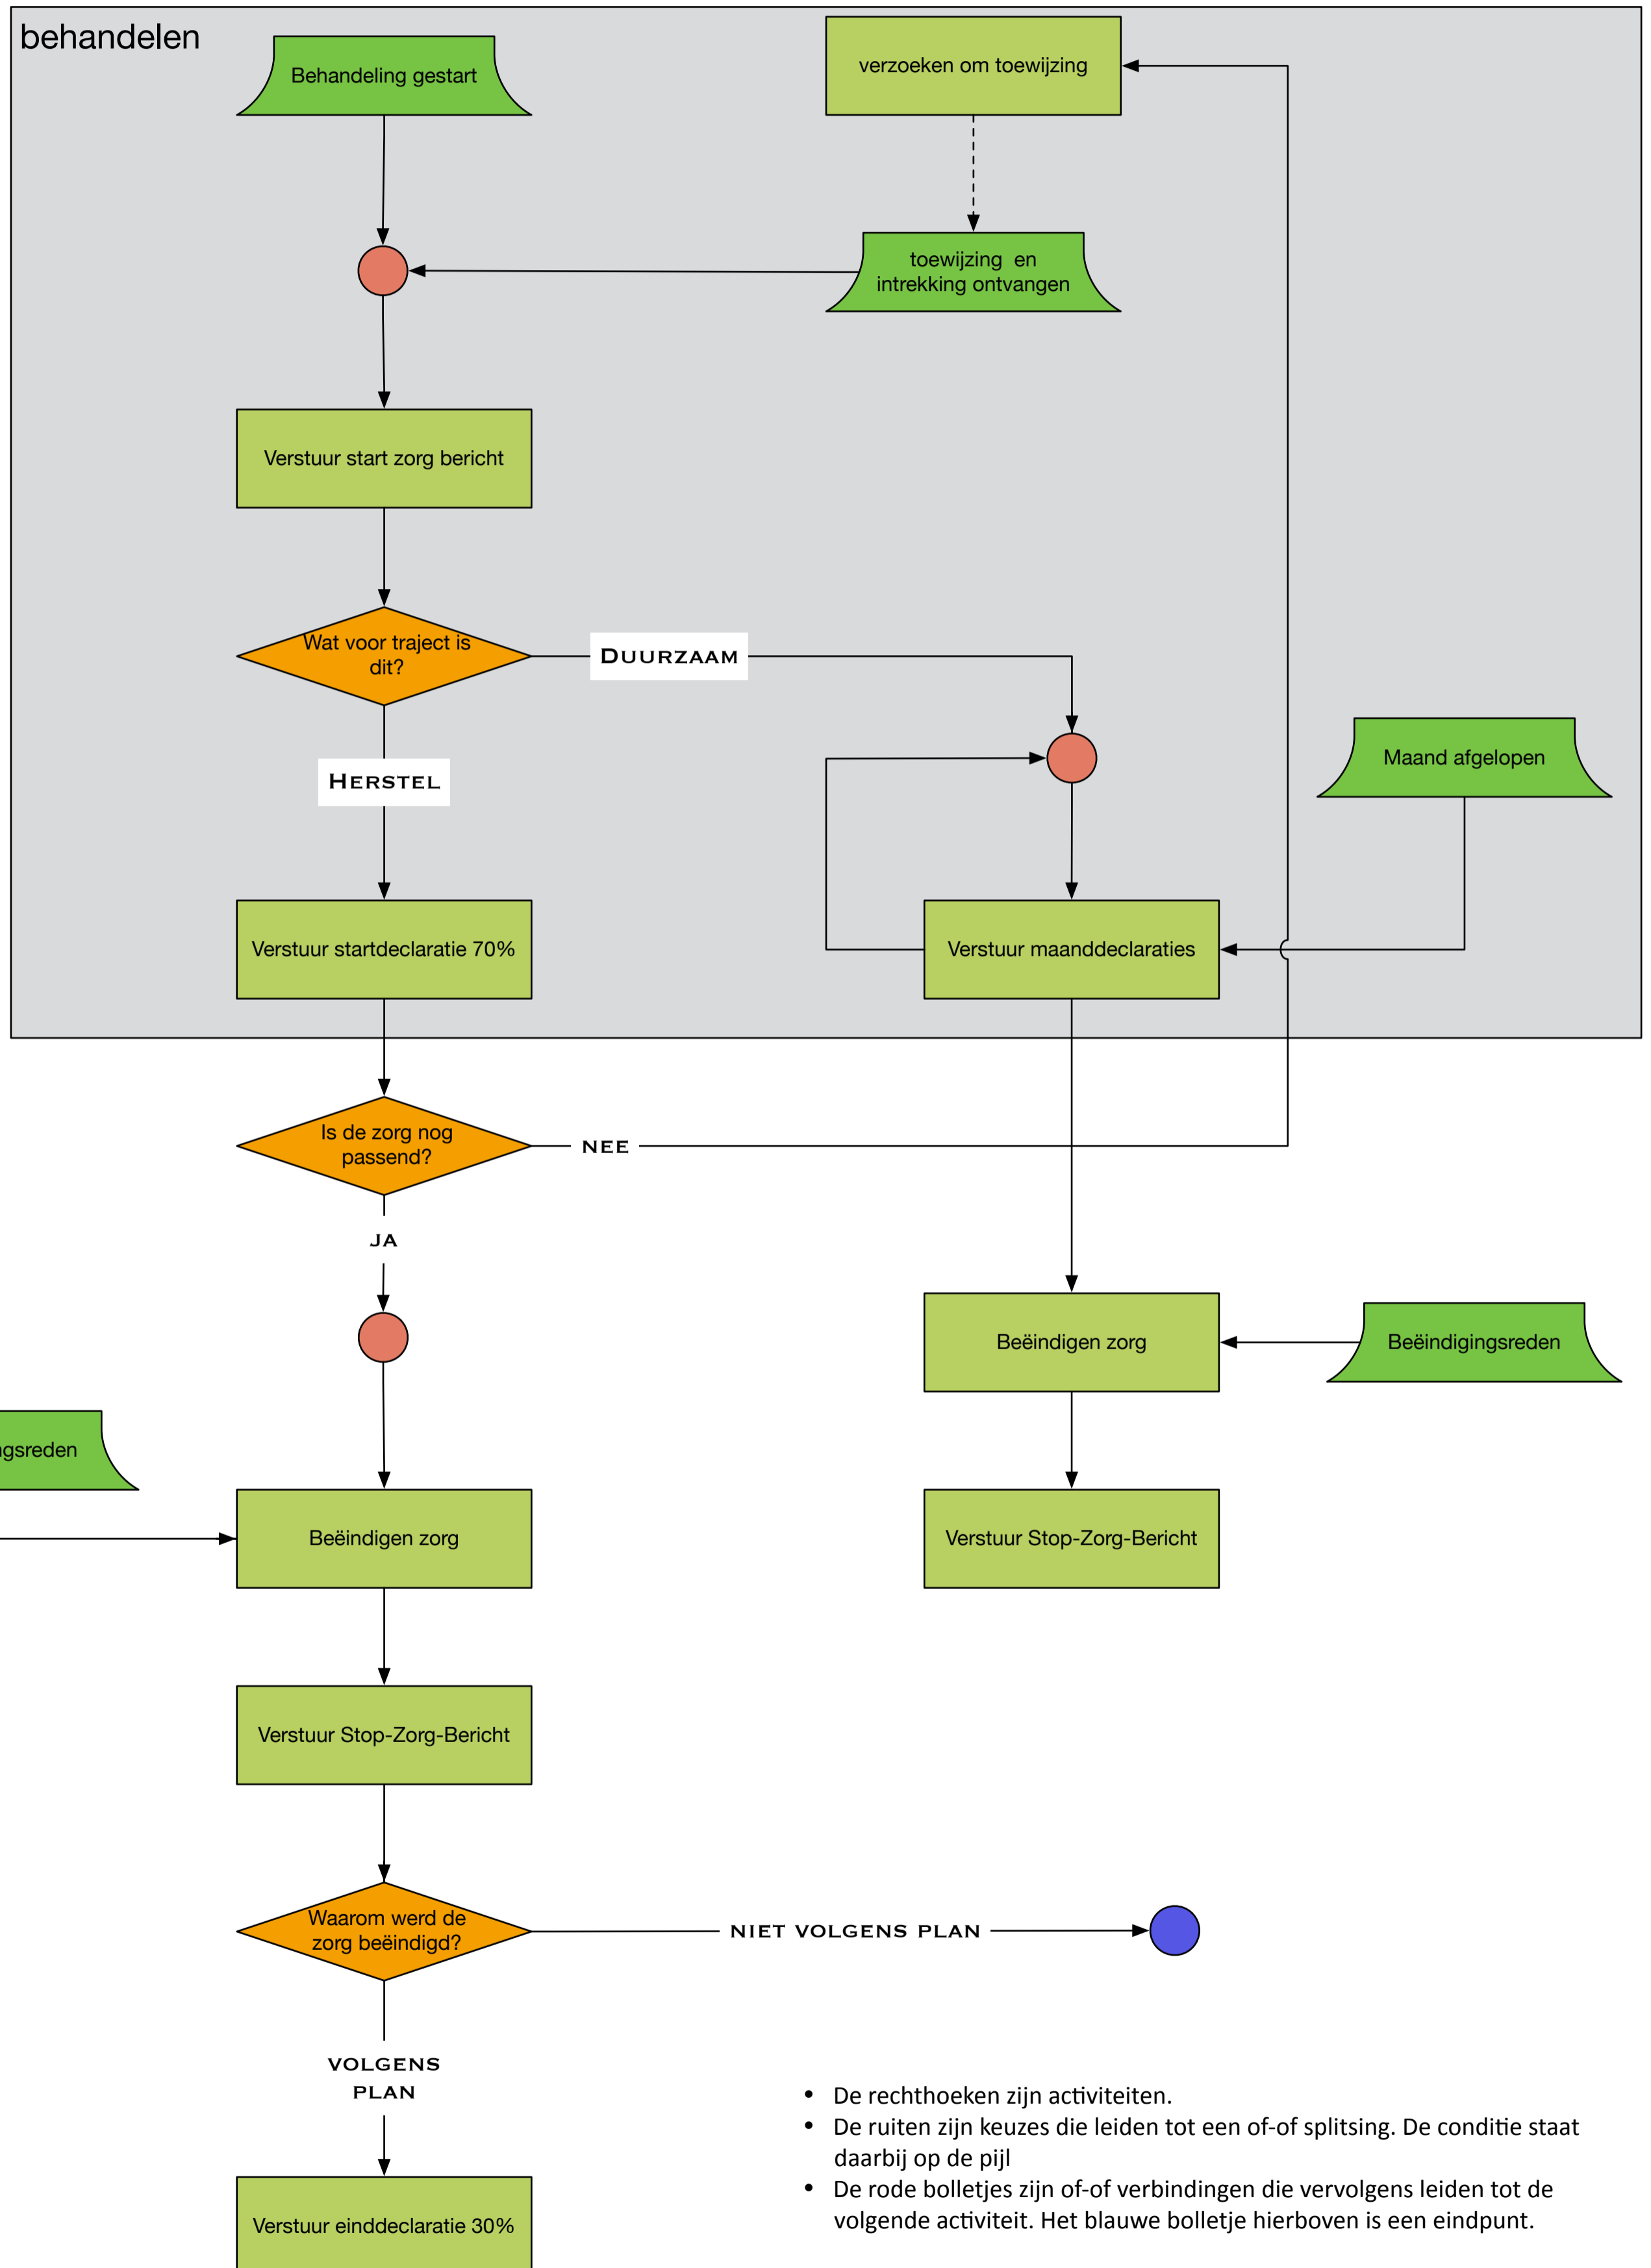 behandelen
Behandeling gestart
verzoeken om toewijzing
toewijzing en
intrekking ontvangen
Verstuur start zorg bericht
Wat voor traject is
dit?
DUURZAAM
HERSTEL
Maand afgelopen
Verstuur startdeclaratie 70%
Verstuur maanddeclaraties
Is de zorg nog
passend?
NEE
JA
Beëindigen zorg
Beëindigingsreden
gsreden
Beëindigen zorg
Verstuur Stop-Zorg-Bericht
Verstuur Stop-Zorg-Bericht
Waarom werd de
zorg beëindigd?
NIET VOLGENS PLAN
VOLGENS
PLAN
• De rechthoeken zijn activiteiten.
• De ruiten zijn keuzes die leiden tot een of-of splitsing. De conditie staat
daarbij op de pijl
• De rode bolletjes zijn of-of verbindingen die vervolgens leiden tot de
volgende activiteit. Het blauwe bolletje hierboven is een eindpunt.
Verstuur einddeclaratie 30%